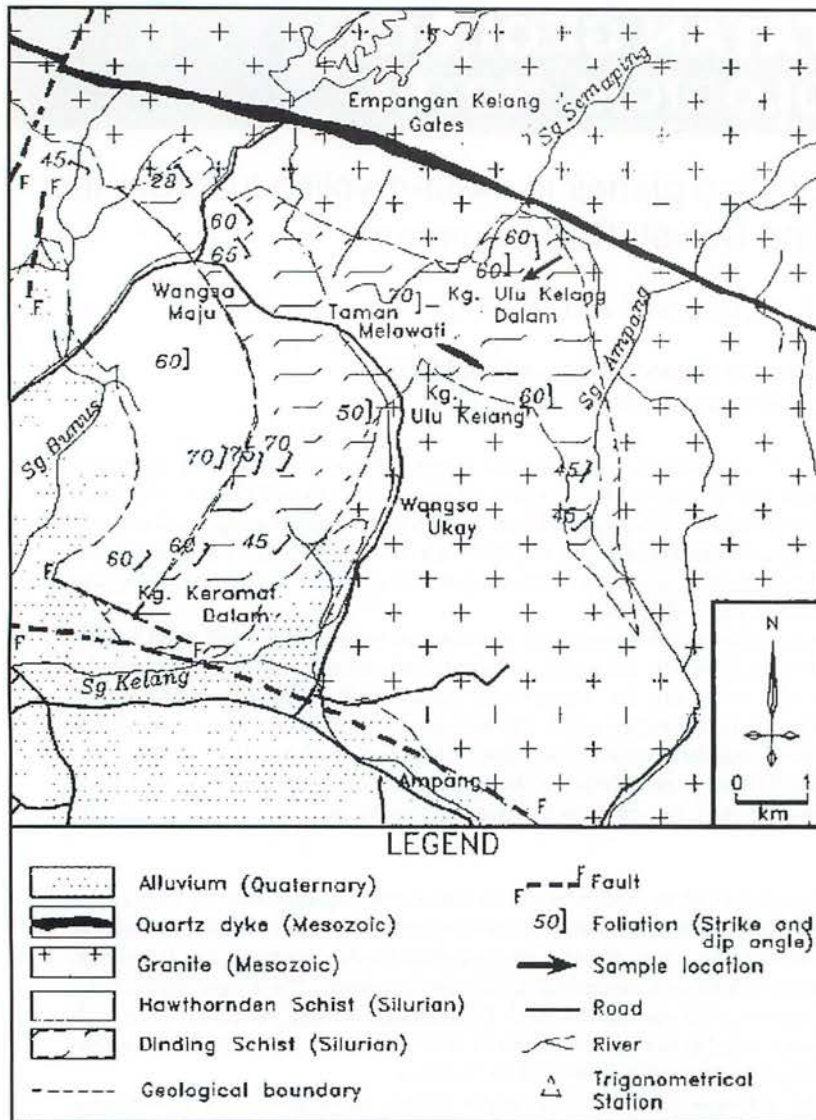 F
Empangan Kelang
Gates
Sg Semaping
45
F
F
28
60
65
60
60
F
Wangsa
Maju
70
Kg. Ulu Kelang
Dalam
Taman
Melawati
Sg. Ampang
60
Kg.
Ulu Kelang
60
50
Sg Bunus
70
75
70
45
Wangsa
Ukay
45
60
60
45
F
Kg. Keramat
Dalam
F
F
Sg Kelang
Ampang
F
N
0 1
km
LEGEND
Alluvium (Quaternary)
Quartz dyke (Mesozoic)
Granite (Mesozoic)
Hawthornden Schist (Silurian)
Dinding Schist (Silurian)
Geological boundary
F F Fault
50 Foliation (Strike and
dip angle)
Sample location
Road
River
Trigonometrical
Station